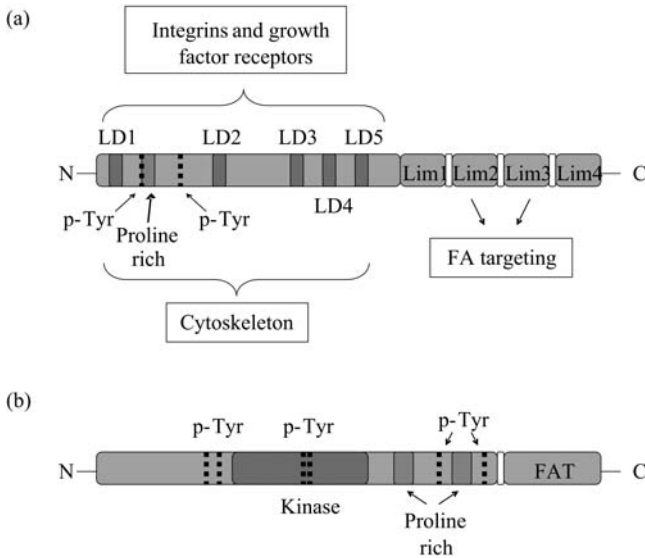 (a)
Integrins and growth
factor receptors
LD1 LD2 LD3 LD5
N Lim1 Lim2 Lim3 Lim4 C
LD4
p-Tyr p-Tyr
Proline
rich
FA targeting
Cytoskeleton
(b)
p-Tyr p-Tyr p-Tyr
N FAT C
Kinase
Proline
rich